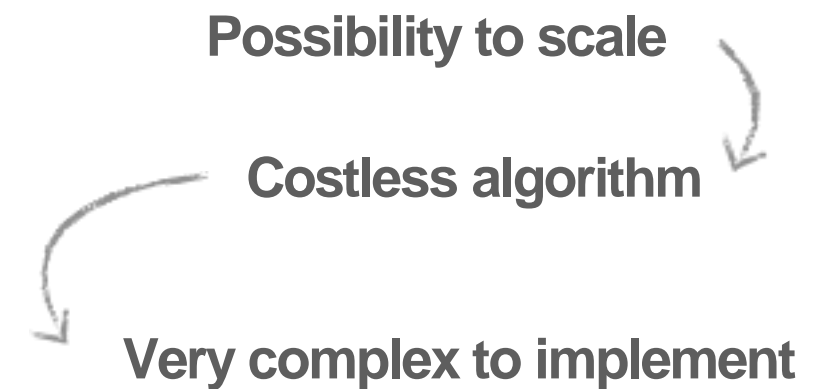 Possibility to scale
Costless algorithm
Very complex to implement